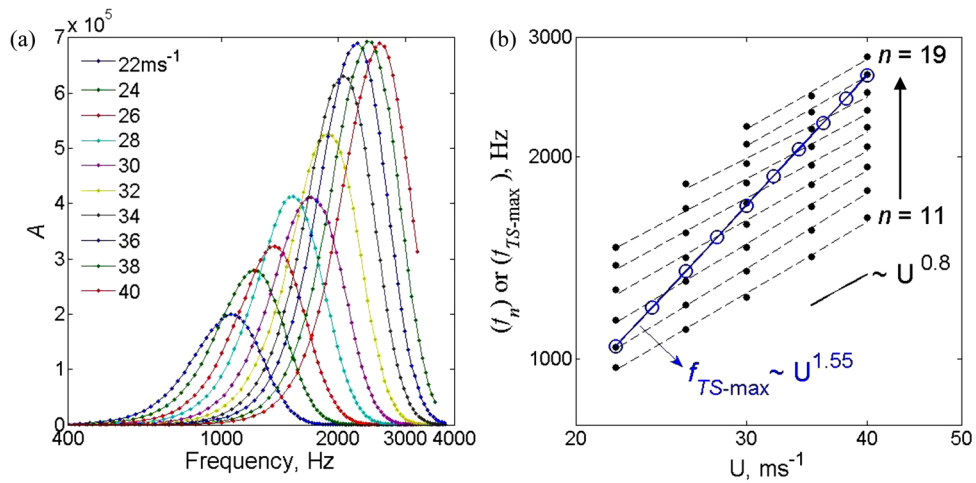 (a)
7 x 10^5
6
5
4
3
2
1
0
A
22ms^-1
24
26
28
30
32
34
36
38
40
400 1000 2000 3000 4000
Frequency, Hz
(b)
3000
2000
1000
(f_n) or (f_TS-max), Hz
n = 19
n = 11
~ U^0.8
f_TS-max ~ U^1.55
20 30 40 50
U, ms^-1